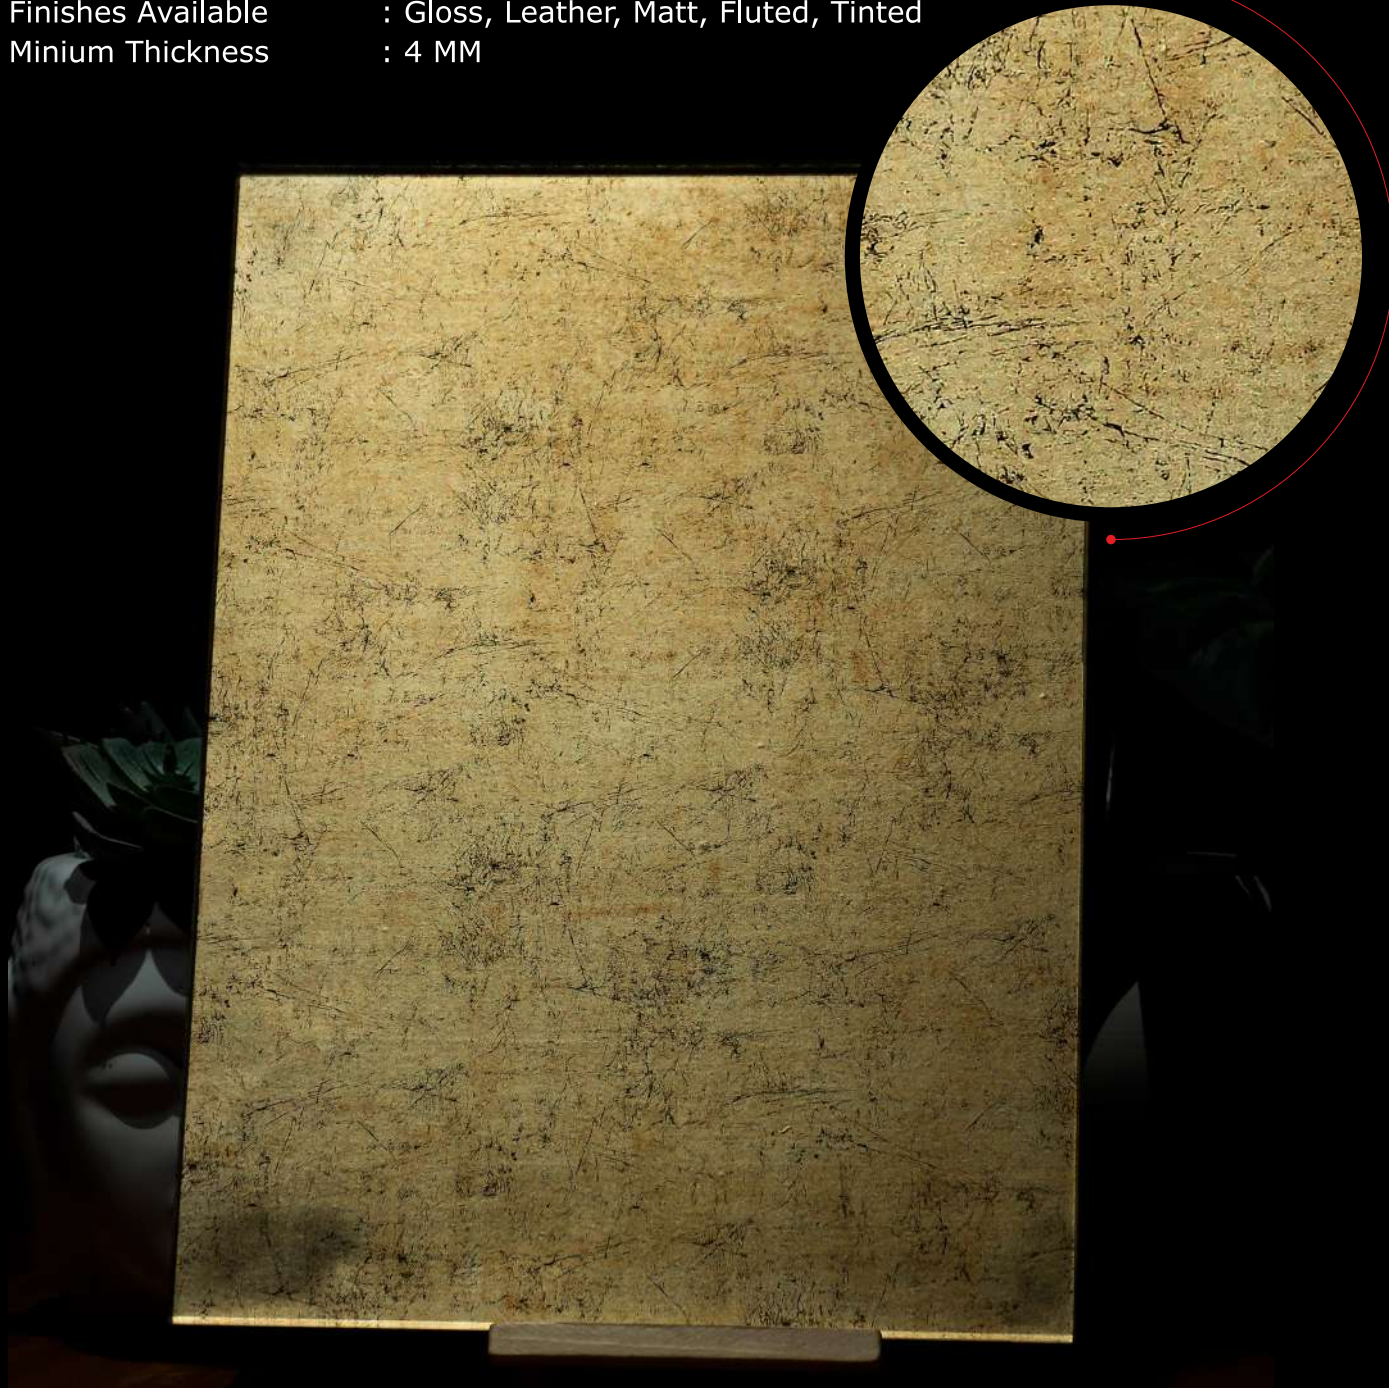 Finishes Available : Gloss, Leather, Matt, Fluted, Tinted
Minium Thickness : 4 MM